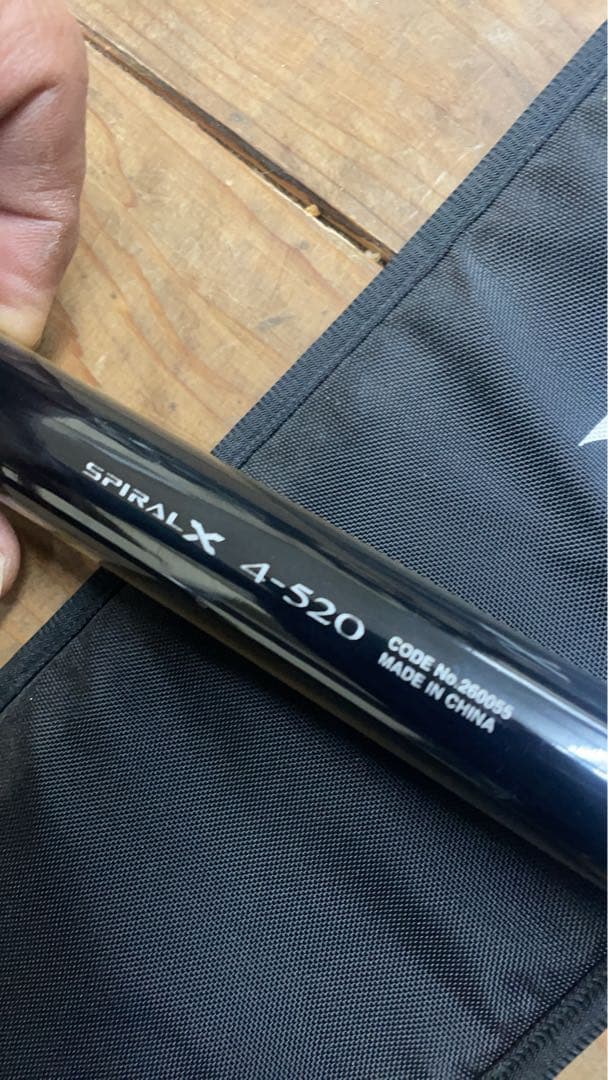 SPIRAL X 4-520
CODE No.260055
MADE IN CHINA